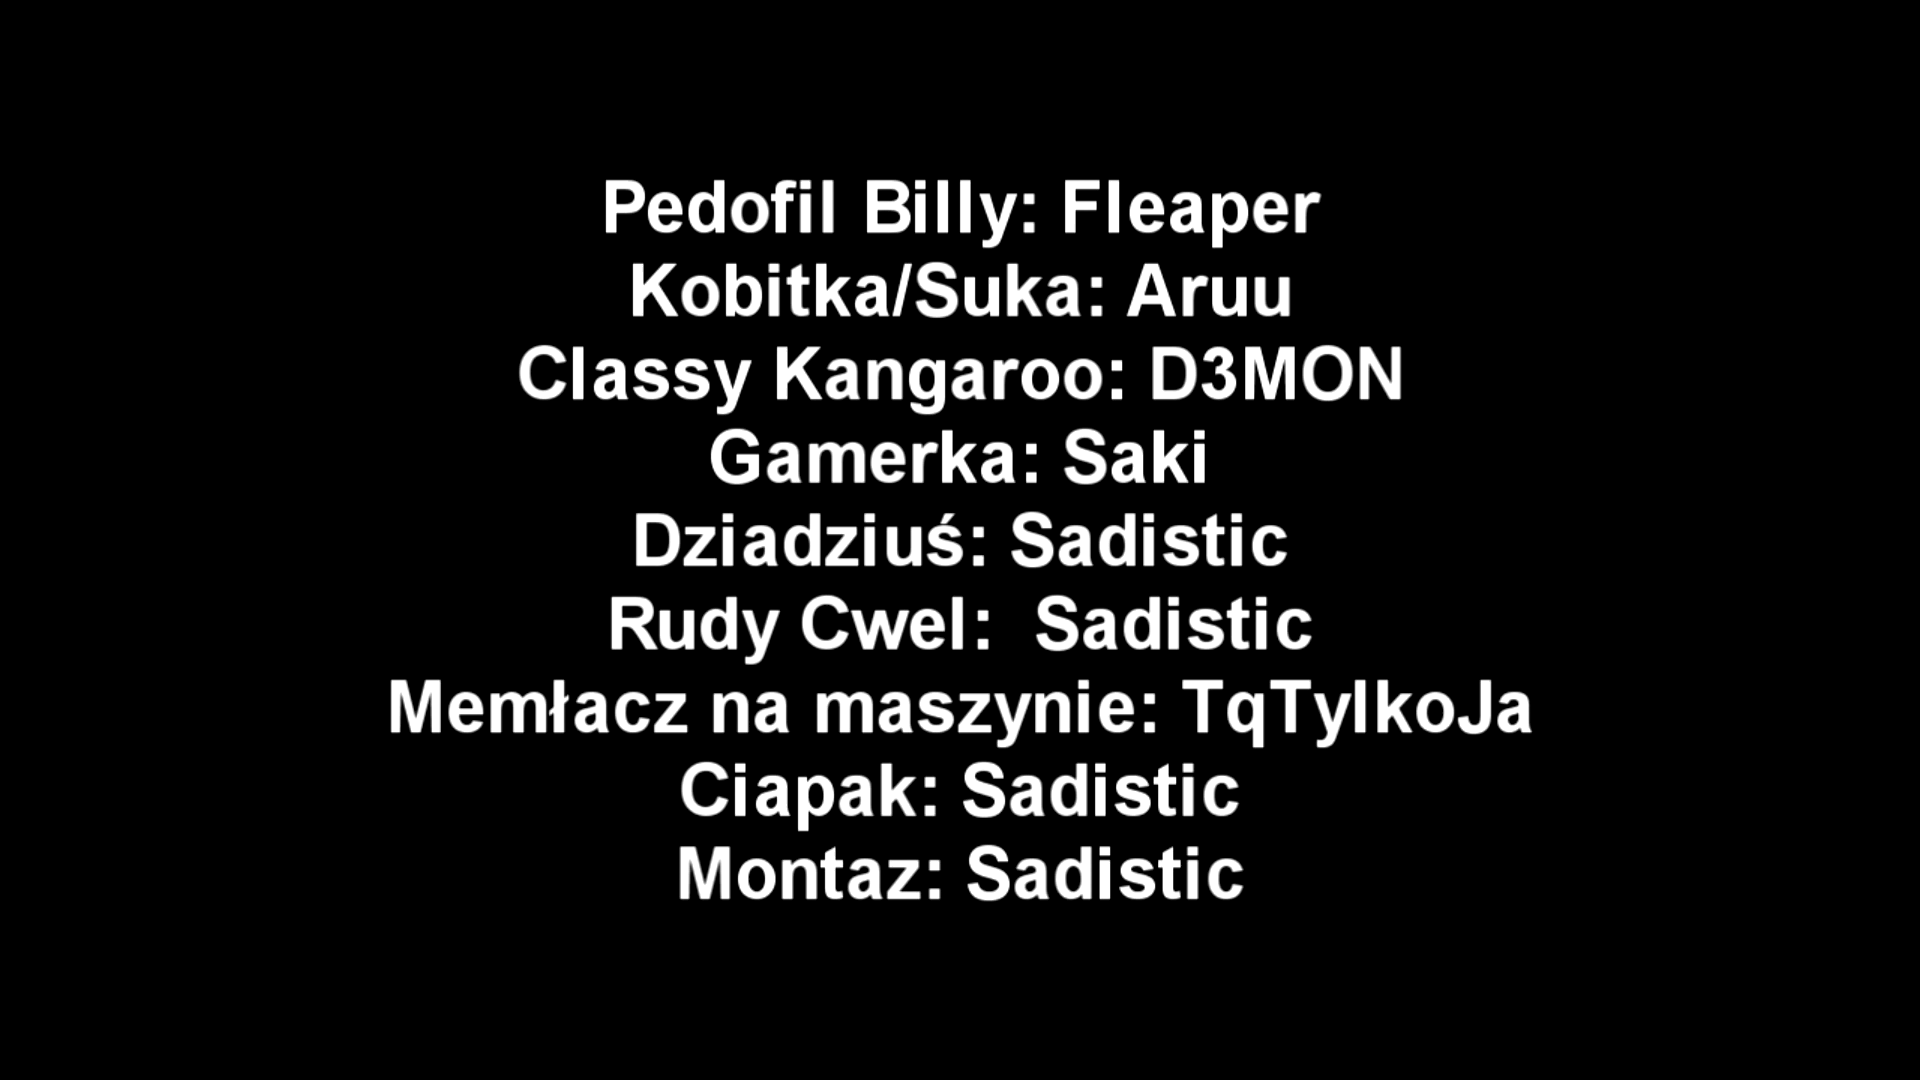 Pedofil Billy: Fleaper
Kobitka/Suka: Aruu
Classy Kangaroo: D3MON
Gamerka: Saki
Dziadziuś: Sadistic
Rudy Cwel:  Sadistic
Memłacz na maszynie: TqTylkoJa
Ciapak: Sadistic
Montaz: Sadistic